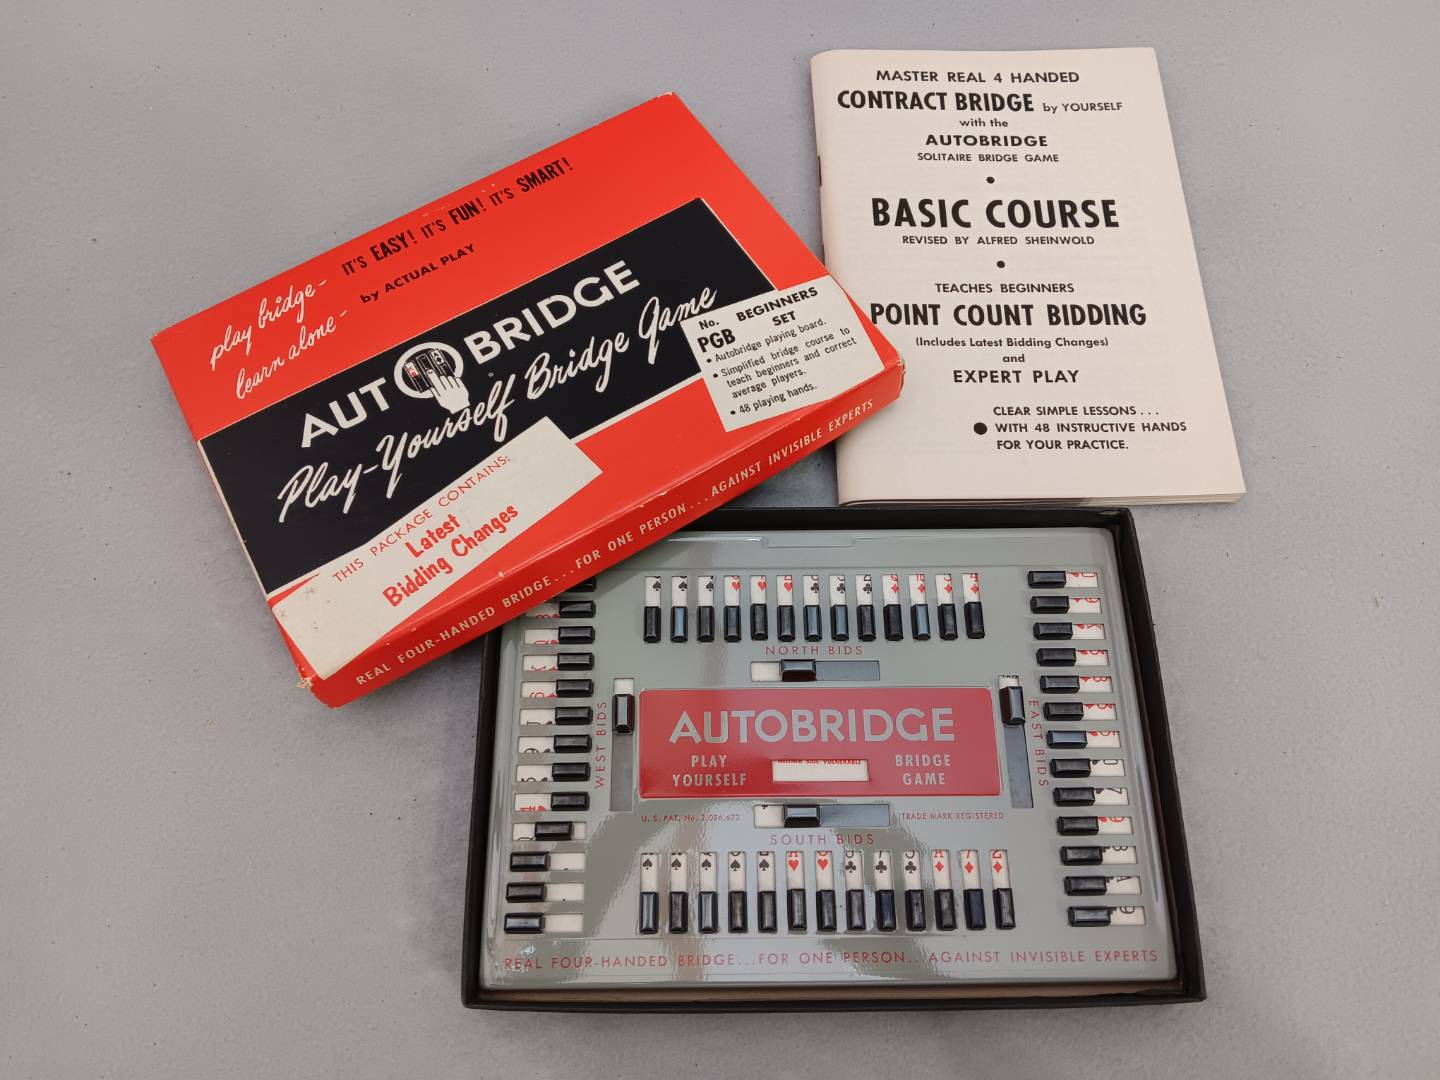 play bridge- IT'S EASY! IT'S FUN! IT'S SMART!
learn alone- by ACTUAL PLAY
AUTOBRIDGE
Play-Yourself Bridge Game
No. PGB
BEGINNERS SET
• Autobridge playing board.
• Simplified bridge course to
teach beginners and correct
average players.
• 48 playing hands.
THIS PACKAGE CONTAINS:
Latest
Bidding Changes
REAL FOUR-HANDED BRIDGE...FOR ONE PERSON...AGAINST INVISIBLE EXPERTS
MASTER REAL 4 HANDED
CONTRACT BRIDGE by YOURSELF
with the
AUTOBRIDGE
SOLITAIRE BRIDGE GAME
•
BASIC COURSE
REVISED BY ALFRED SHEINWOLD
•
TEACHES BEGINNERS
POINT COUNT BIDDING
(Includes Latest Bidding Changes)
and
EXPERT PLAY
CLEAR SIMPLE LESSONS...
● WITH 48 INSTRUCTIVE HANDS
FOR YOUR PRACTICE.
NORTH BIDS
WEST BIDS
EAST BIDS
AUTOBRIDGE
PLAY YOURSELF
BRIDGE GAME
NEITHER SIDE VULNERABLE
U. S. PAT. No. 2,096,672
TRADE MARK REGISTERED
SOUTH BIDS
REAL FOUR-HANDED BRIDGE...FOR ONE PERSON...AGAINST INVISIBLE EXPERTS